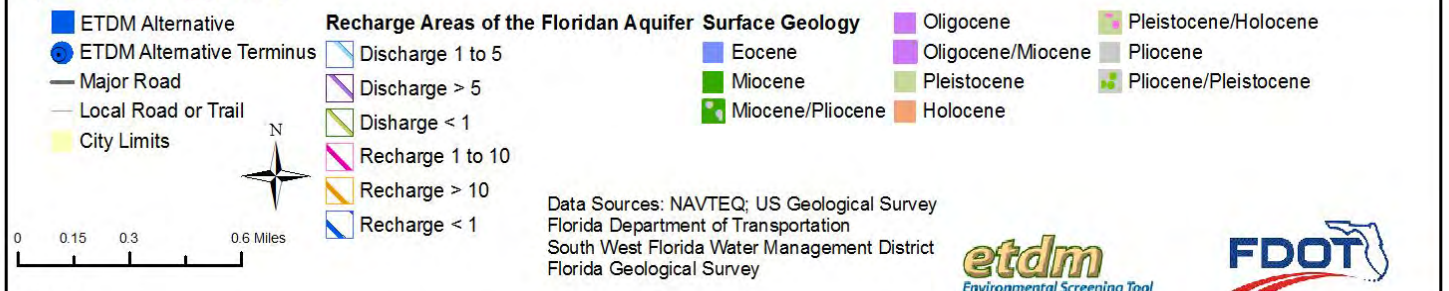 ETDM Alternative
ETDM Alternative Terminus
Major Road
Local Road or Trail
City Limits
N
0 0.15 0.3 0.6 Miles
Recharge Areas of the Floridan Aquifer
Discharge 1 to 5
Discharge > 5
Disharge < 1
Recharge 1 to 10
Recharge > 10
Recharge < 1
Surface Geology
Eocene
Miocene
Miocene/Pliocene
Oligocene
Oligocene/Miocene
Pleistocene
Holocene
Pleistocene/Holocene
Pliocene
Pliocene/Pleistocene
Data Sources: NAVTEQ; US Geological Survey
Florida Department of Transportation
South West Florida Water Management District
Florida Geological Survey
etdm
Environmental Screening Tool
FDOT